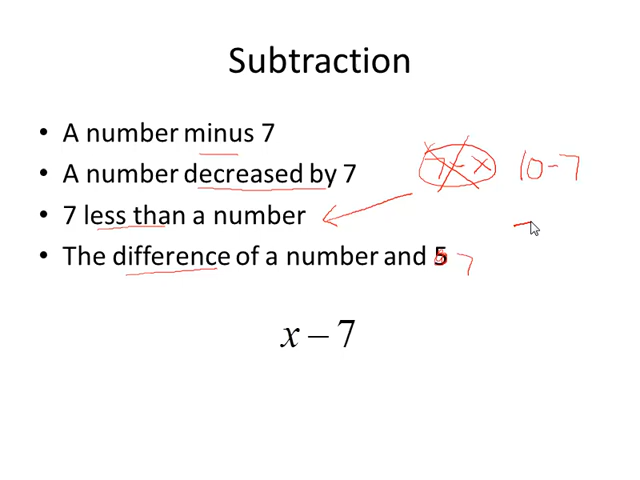 Subtraction
• A number minus 7
• A number decreased by 7
7 - x 10 - 7
• 7 less than a number
• The difference of a number and 5 7
x – 7